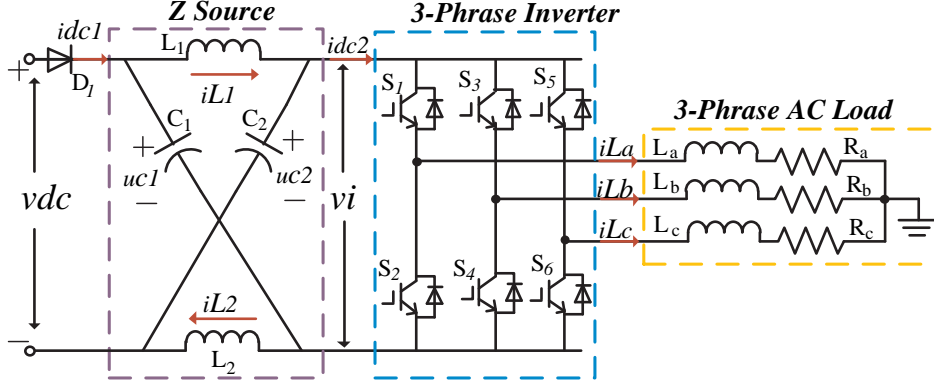 Z Source
3-Phrase Inverter
3-Phrase AC Load
idc1
L1
idc2
+
D1
iL1
S1
S3
S5
C1
C2
+
+
uc1
uc2
−
−
vdc
vi
iLa
La
Ra
iLb
Lb
Rb
iLc
Lc
Rc
S2
S4
S6
iL2
−
L2